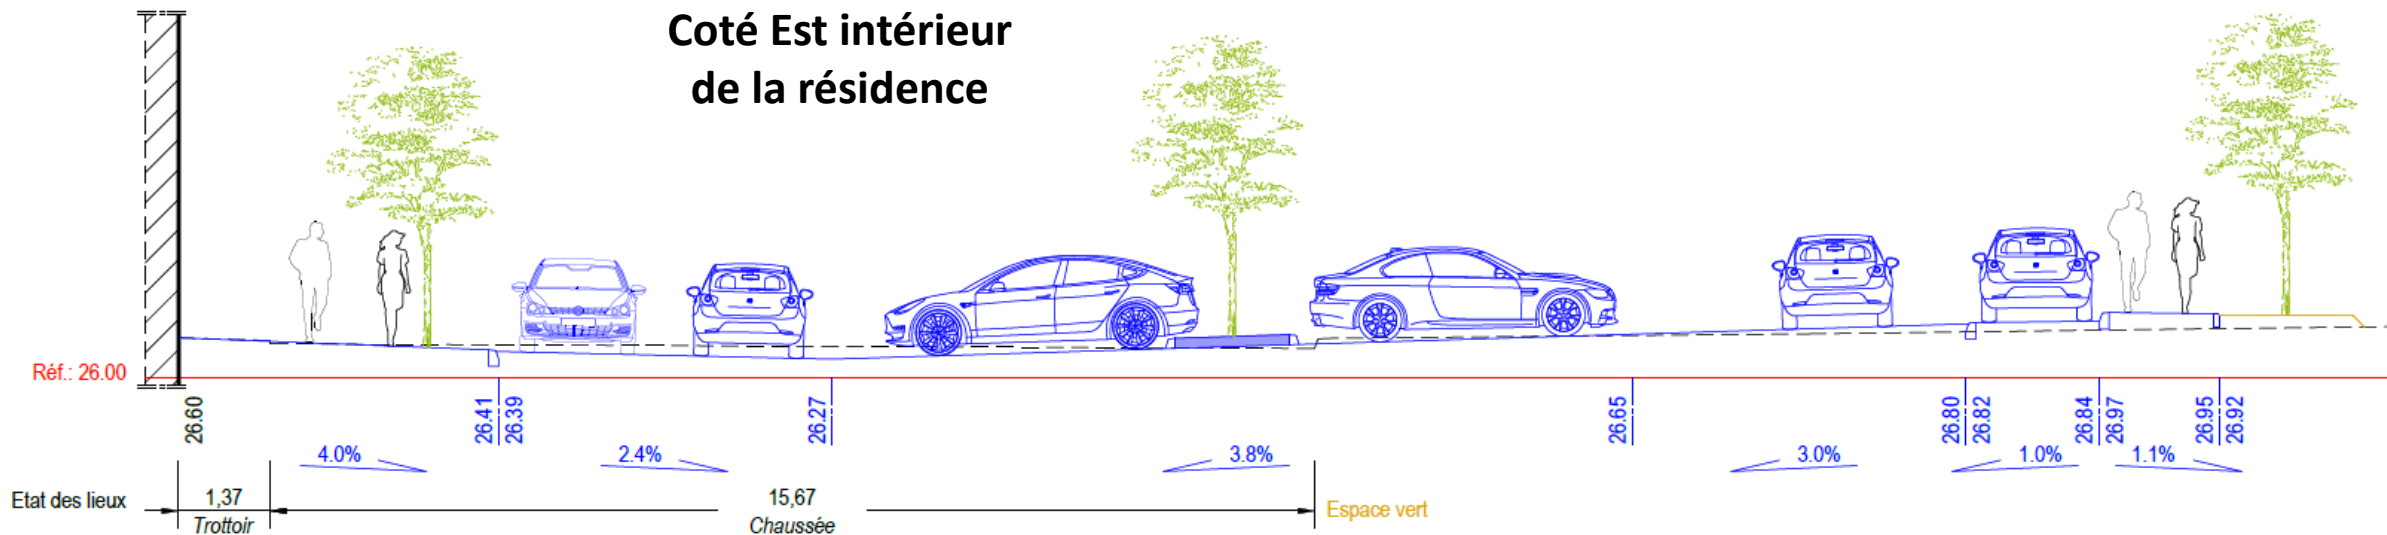 Coté Est intérieur
de la résidence
Réf.: 26.00
26.60
26.41
26.39
26.27
26.65
26.80
26.82
26.84
26.97
26.95
26.92
4.0%
2.4%
3.8%
3.0%
1.0%
1.1%
Etat des lieux
1,37
Trottoir
15,67
Chaussée
Espace vert